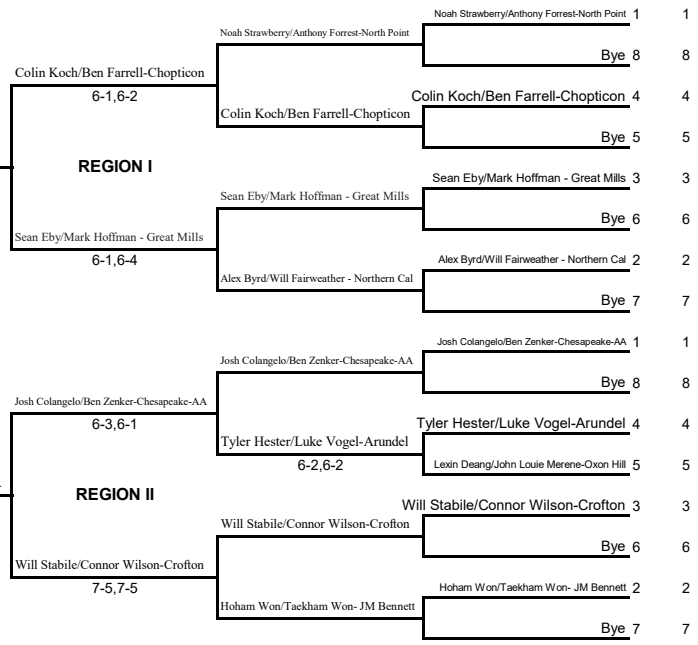 Noah Strawberry/Anthony Forrest-North Point 1 1
Noah Strawberry/Anthony Forrest-North Point
Bye 8 8
Colin Koch/Ben Farrell-Chopticon
6-1,6-2
Colin Koch/Ben Farrell-Chopticon 4 4
Colin Koch/Ben Farrell-Chopticon
Bye 5 5
REGION I
Sean Eby/Mark Hoffman - Great Mills 3 3
Sean Eby/Mark Hoffman - Great Mills
Bye 6 6
Sean Eby/Mark Hoffman - Great Mills
6-1,6-4
Alex Byrd/Will Fairweather - Northern Cal 2 2
Alex Byrd/Will Fairweather - Northern Cal
Bye 7 7
Josh Colangelo/Ben Zenker-Chesapeake-AA 1 1
Josh Colangelo/Ben Zenker-Chesapeake-AA
Bye 8 8
Josh Colangelo/Ben Zenker-Chesapeake-AA
6-3,6-1
Tyler Hester/Luke Vogel-Arundel 4 4
Tyler Hester/Luke Vogel-Arundel
6-2,6-2
Lexin Deang/John Louie Merene-Oxon Hill 5 5
REGION II
Will Stabile/Connor Wilson-Crofton 3 3
Will Stabile/Connor Wilson-Crofton
Bye 6 6
Will Stabile/Connor Wilson-Crofton
7-5,7-5
Hoham Won/Taekham Won- JM Bennett 2 2
Hoham Won/Taekham Won- JM Bennett
Bye 7 7